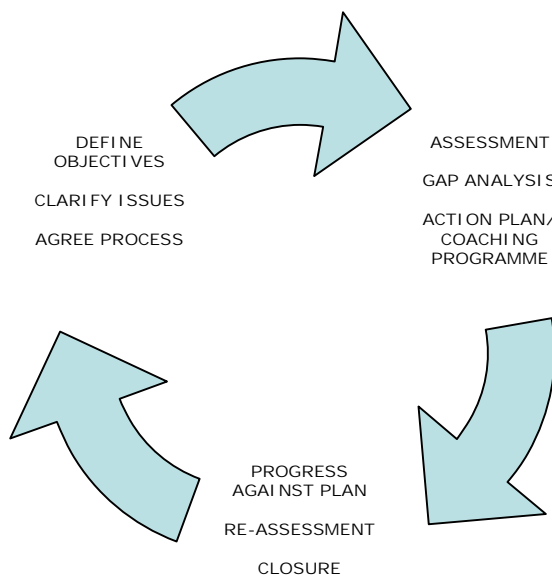 DEFINE
OBJECTIVES
CLARIFY ISSUES
AGREE PROCESS
ASSESSMENT
GAP ANALYSIS
ACTION PLAN/
COACHING
PROGRAMME
PROGRESS
AGAINST PLAN
RE-ASSESSMENT
CLOSURE